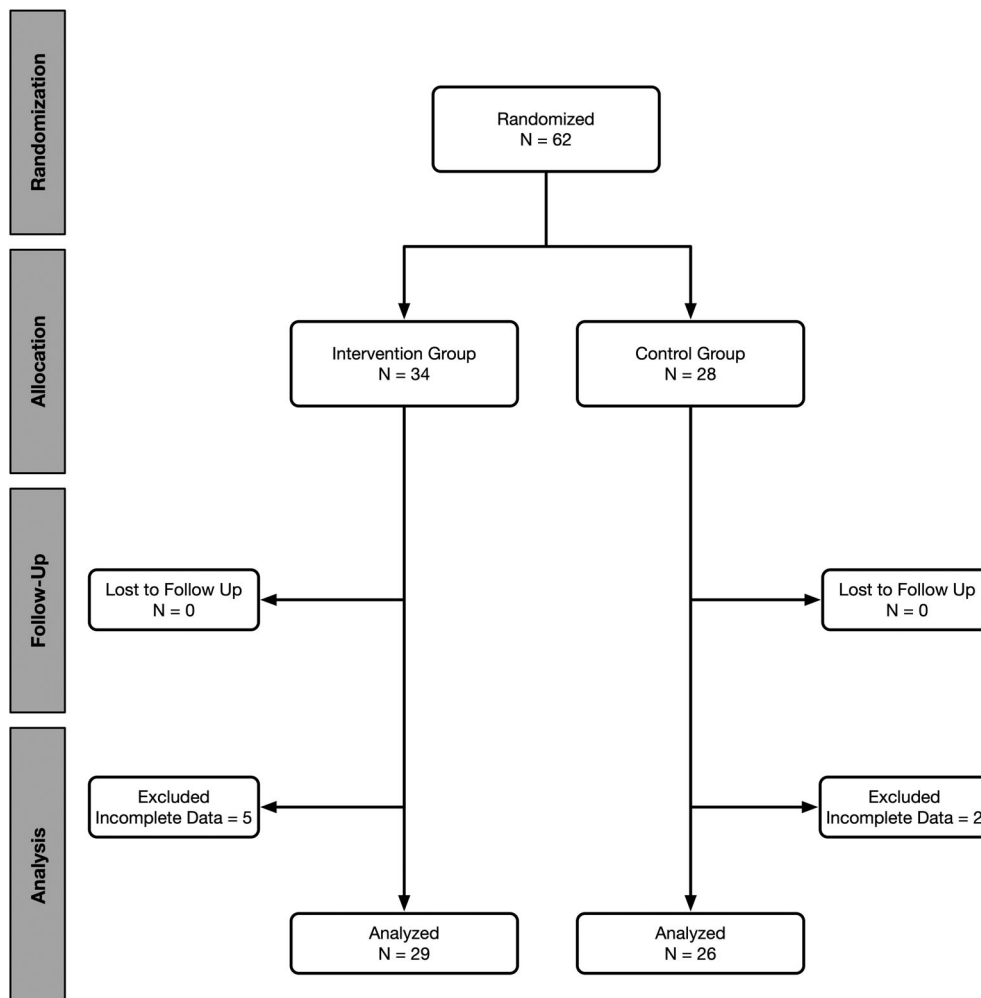 Randomization
Randomized
N = 62
Allocation
Intervention Group
N = 34
Control Group
N = 28
Follow-Up
Lost to Follow Up
N = 0
Lost to Follow Up
N = 0
Analysis
Excluded
Incomplete Data = 5
Excluded
Incomplete Data = 2
Analyzed
N = 29
Analyzed
N = 26